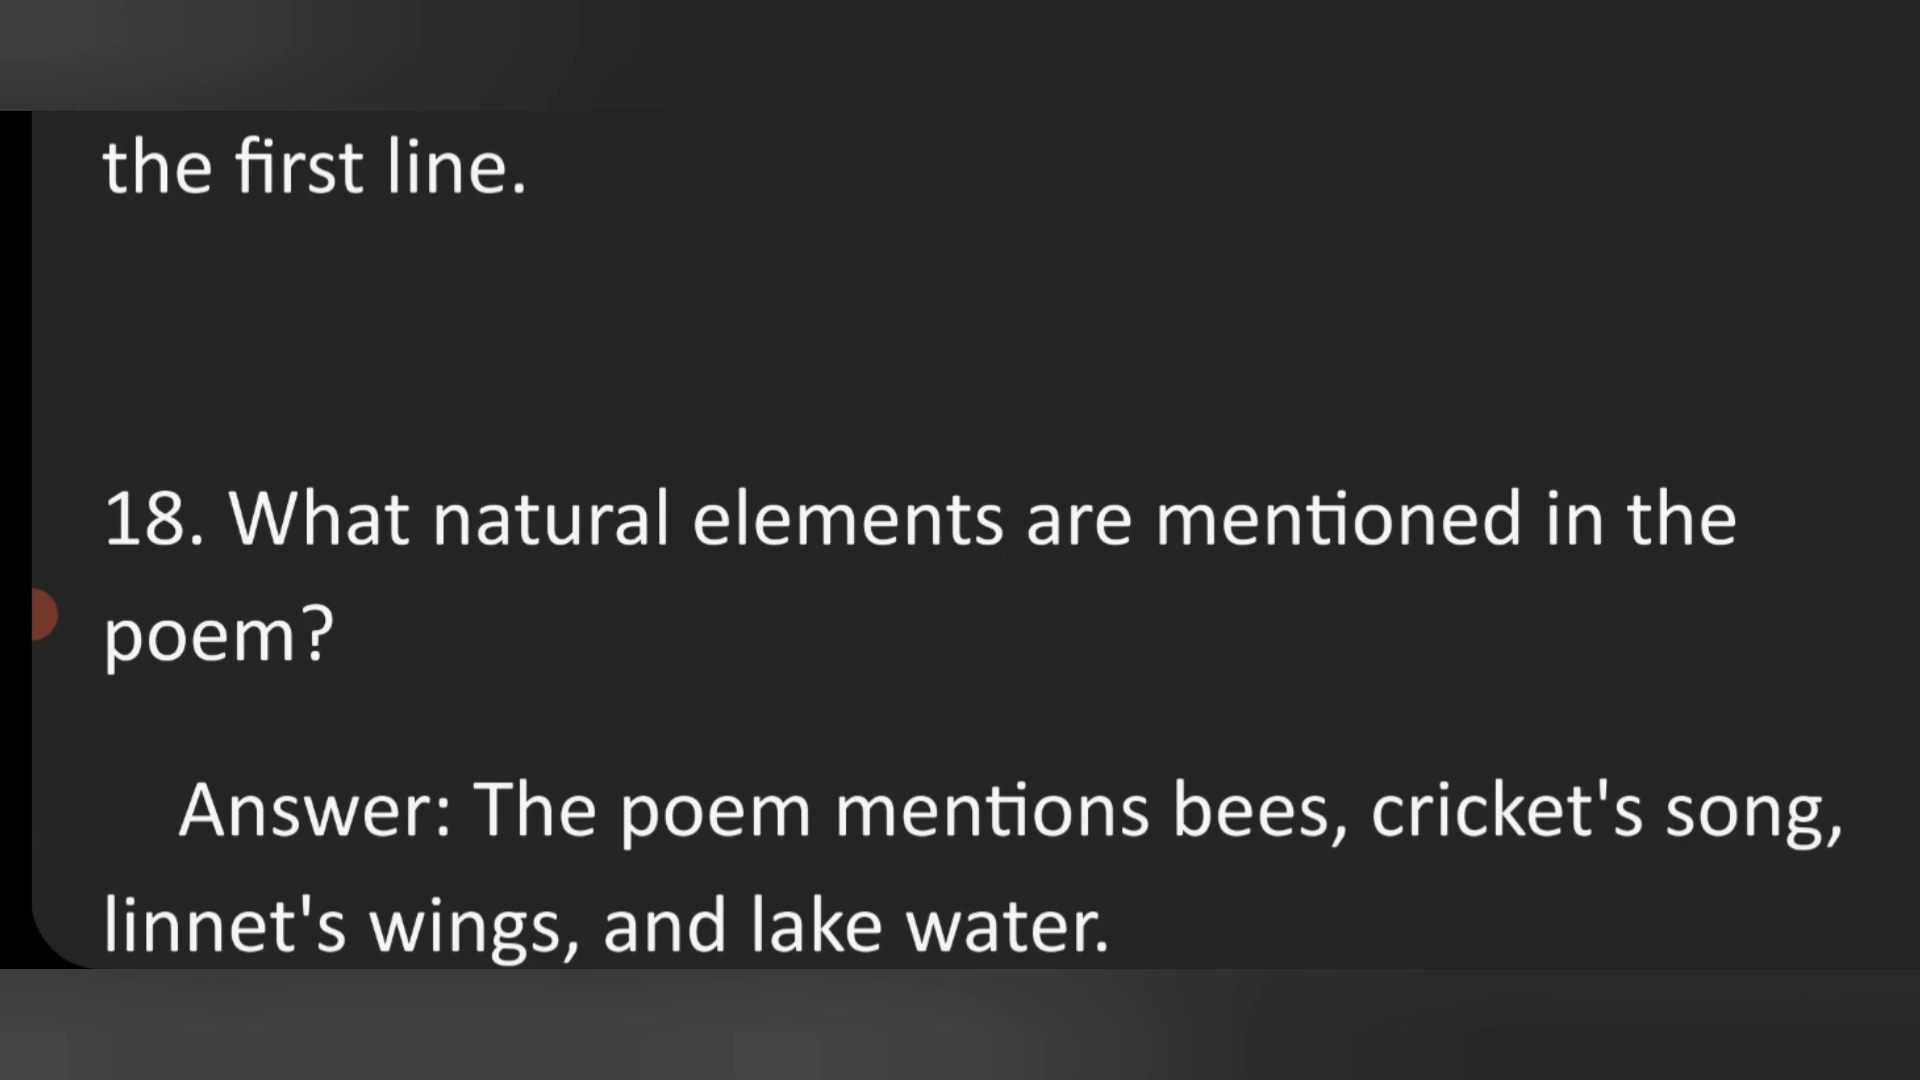 the first line.
18. What natural elements are mentioned in the
poem?
Answer: The poem mentions bees, cricket's song,
linnet's wings, and lake water.